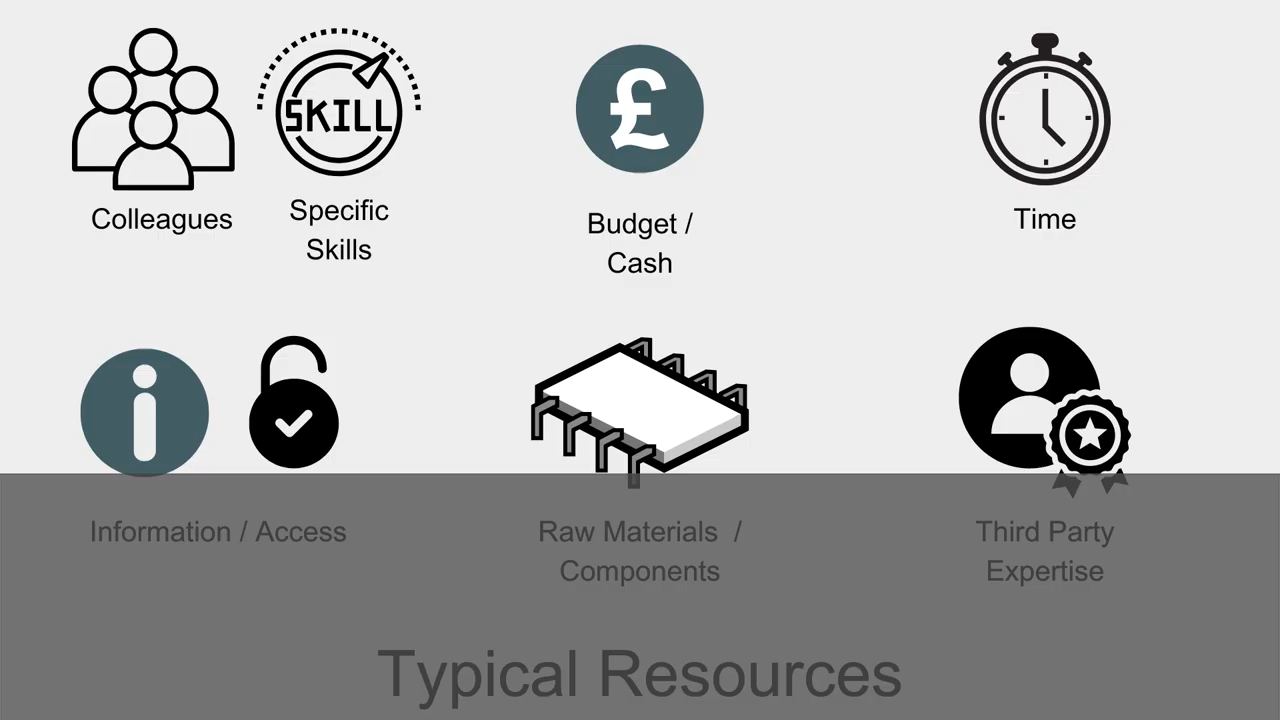 SKILL
Colleagues
Specific
Skills
Budget /
Cash
Time
Information / Access
Raw Materials  /
Components
Third Party
Expertise
Typical Resources